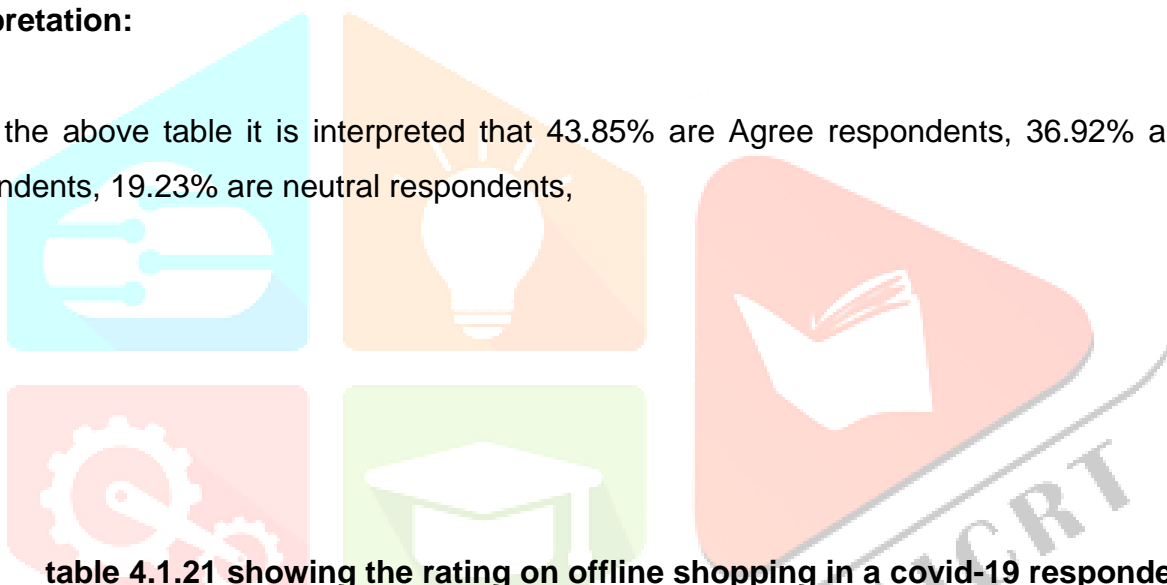 pretation:
the above table it is interpreted that 43.85% are Agree respondents, 36.92% a
ndents, 19.23% are neutral respondents,
CRT
table 4.1.21 showing the rating on offline shopping in a covid-19 responde